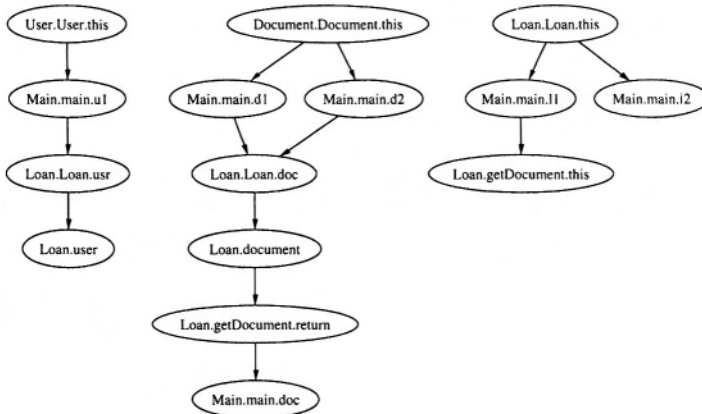 User.User.this
Document.Document.this
Loan.Loan.this
Main.main.u1
Main.main.d1
Main.main.d2
Main.main.l1
Main.main.l2
Loan.Loan.usr
Loan.Loan.doc
Loan.getDocument.this
Loan.user
Loan.document
Loan.getDocument.return
Main.main.doc